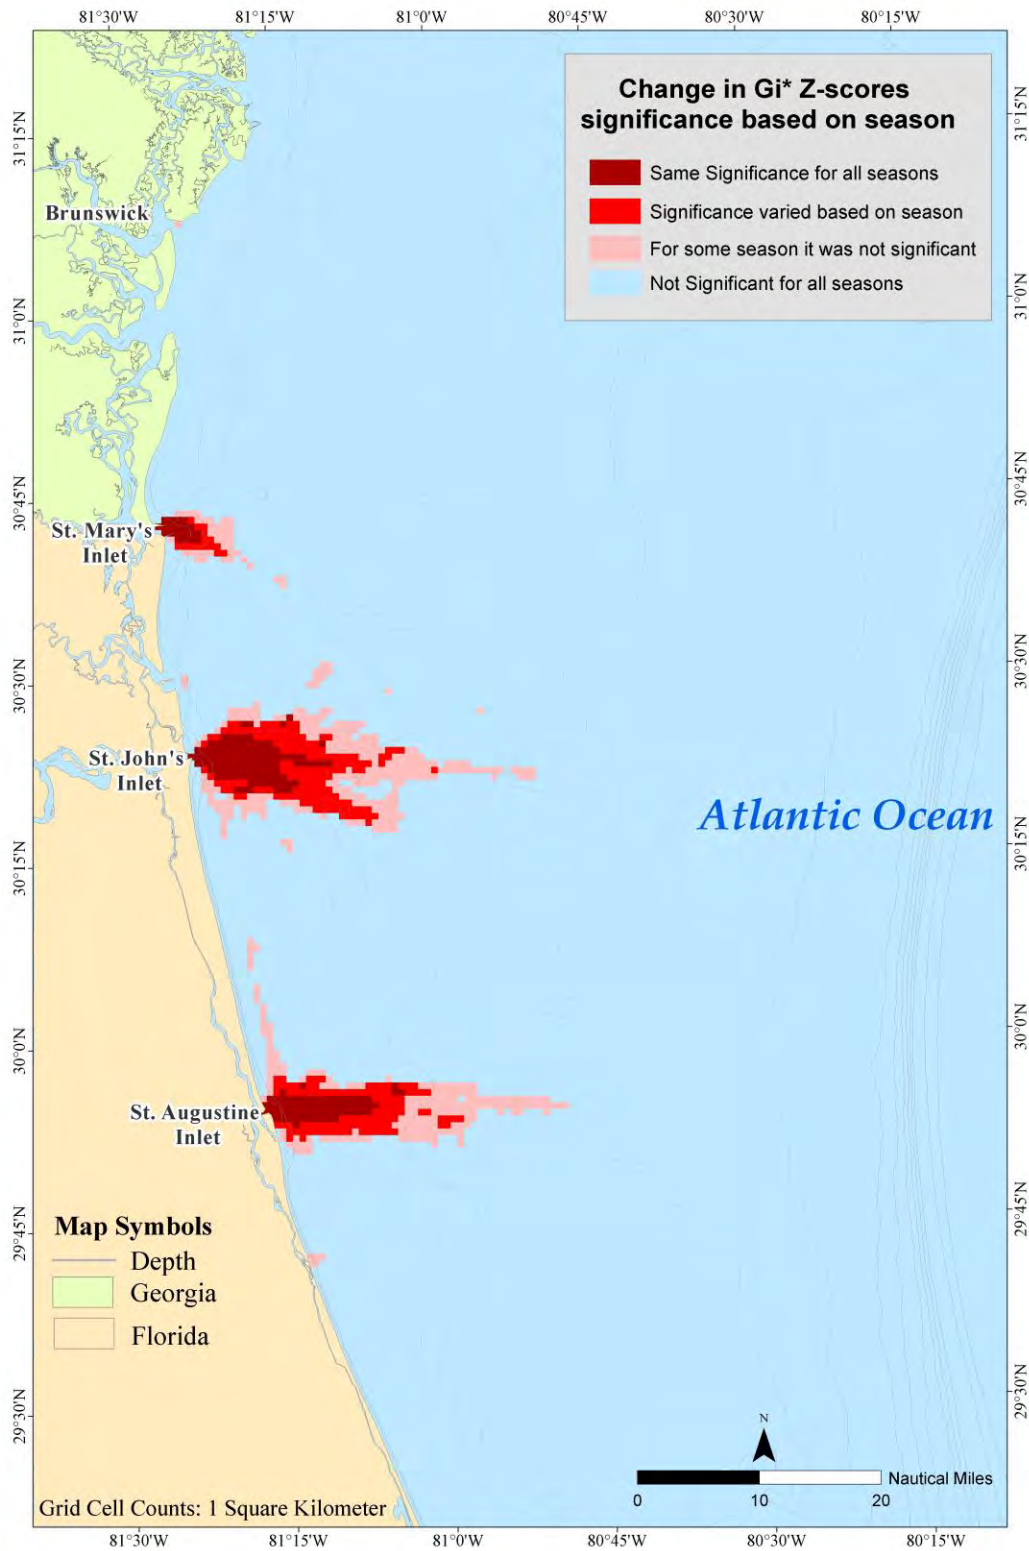 81°30'W 81°15'W 81°0'W 80°45'W 80°30'W 80°15'W
Change in Gi* Z-scores
significance based on season
Same Significance for all seasons
Significance varied based on season
For some season it was not significant
Not Significant for all seasons
31°15'N
31°15'N
Brunswick
31°0'N
31°0'N
30°45'N
30°45'N
St. Mary's
Inlet
30°30'N
30°30'N
St. John's
Inlet
Atlantic Ocean
30°15'N
30°15'N
30°0'N
30°0'N
St. Augustine
Inlet
29°45'N
29°45'N
Map Symbols
Depth
Georgia
Florida
29°30'N
29°30'N
N
Nautical Miles
0 10 20
Grid Cell Counts: 1 Square Kilometer
81°30'W 81°15'W 81°0'W 80°45'W 80°30'W 80°15'W